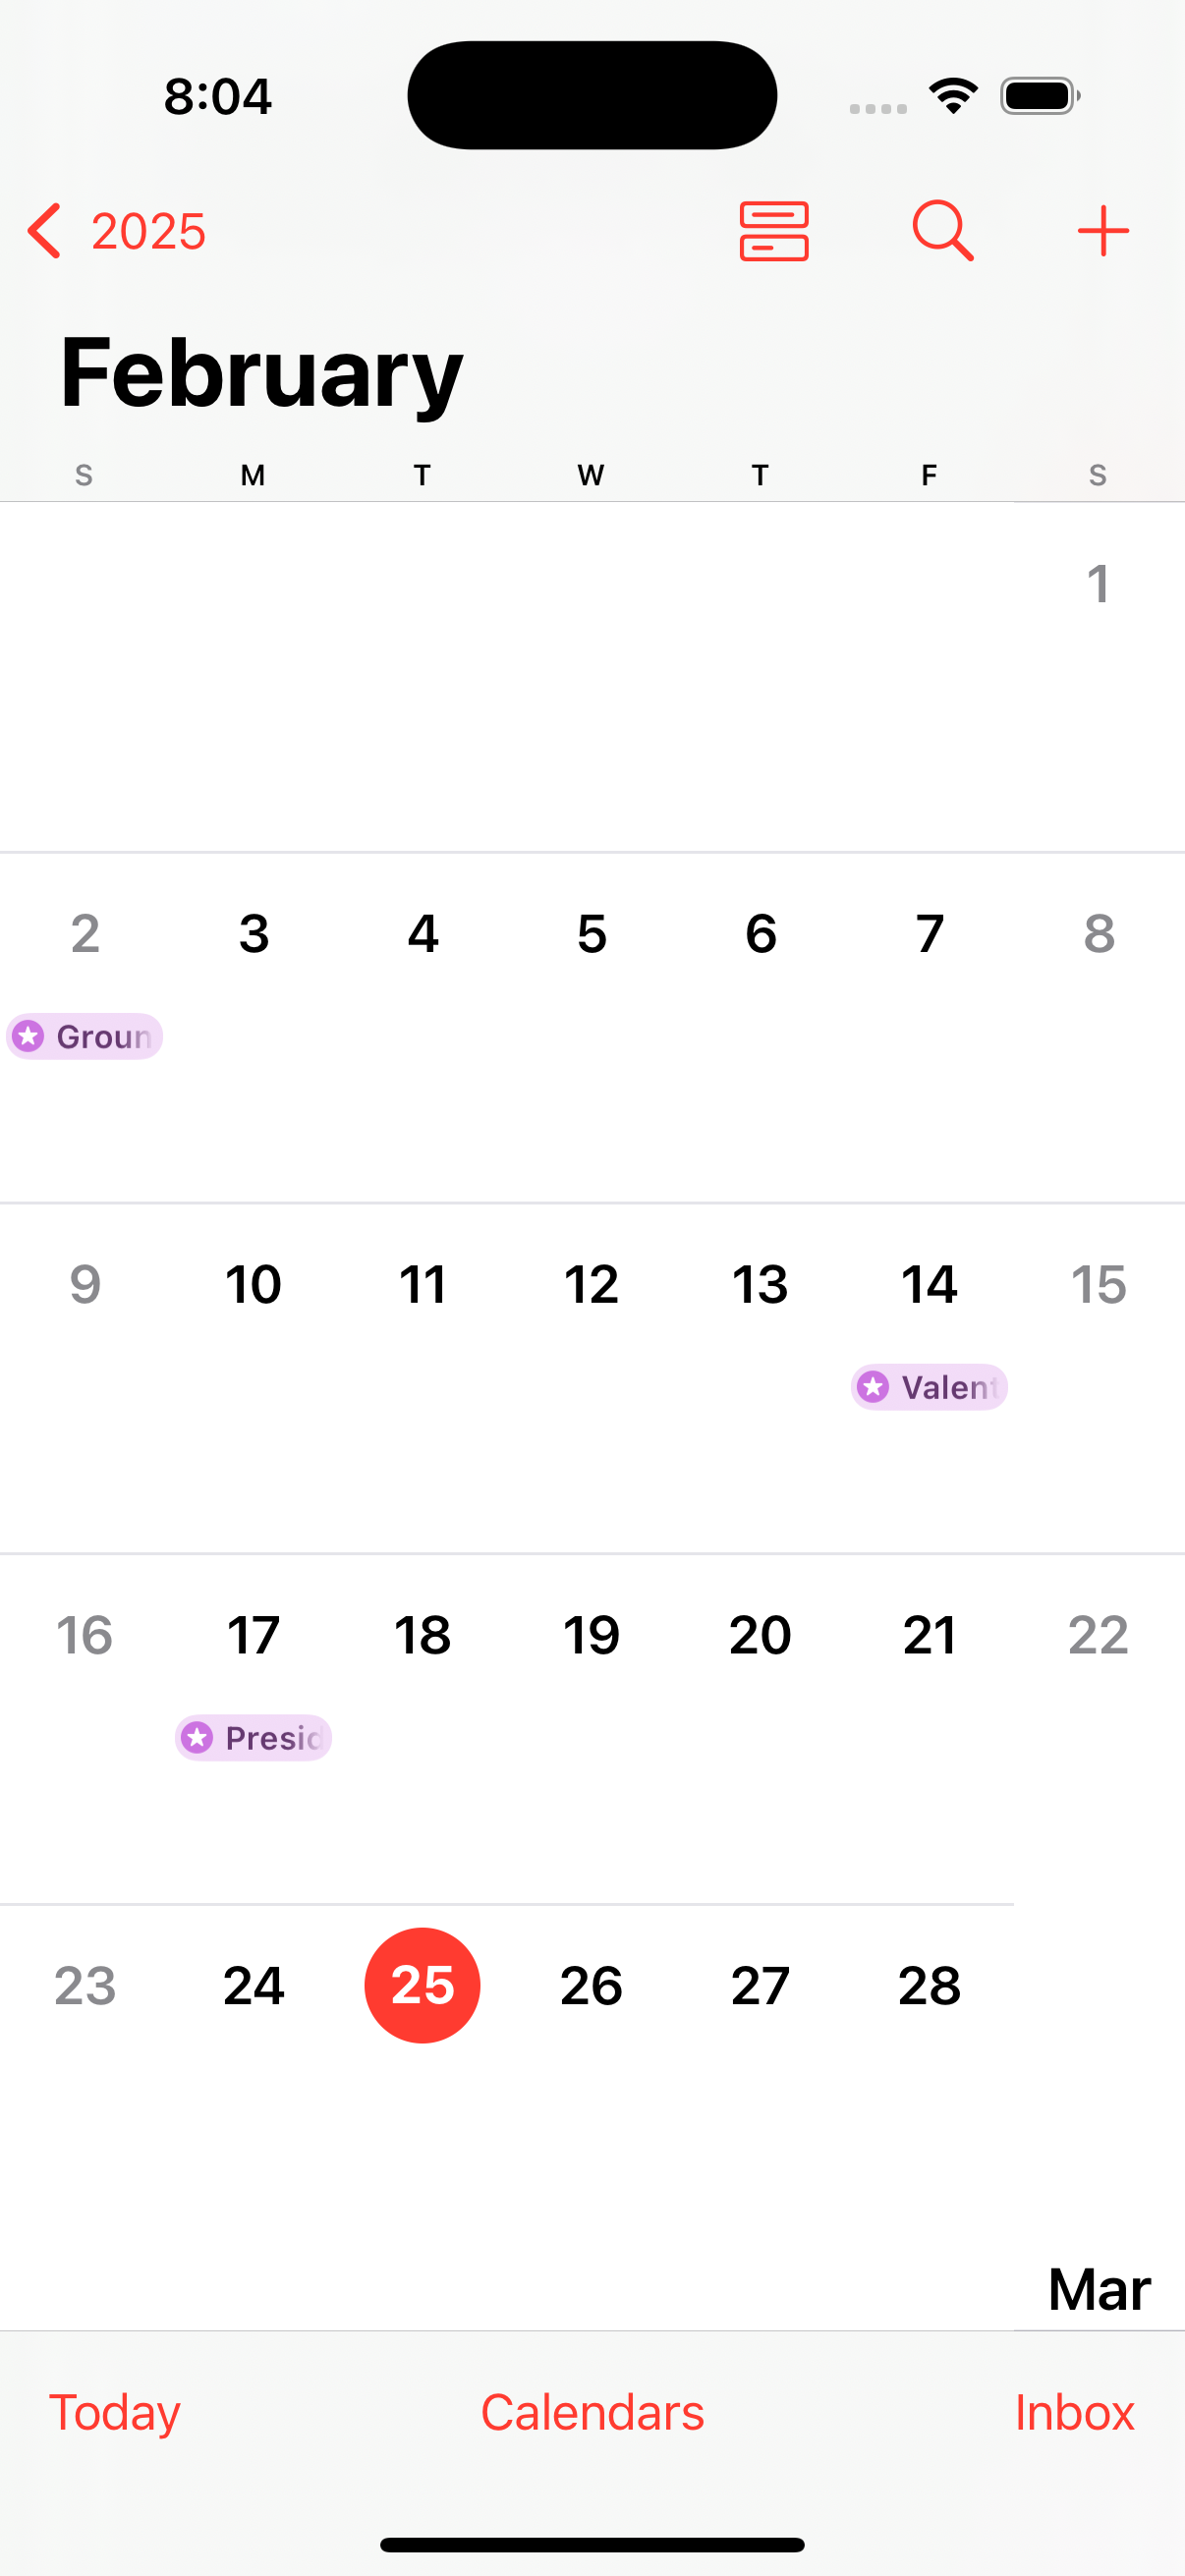 8:04
2025
February
S M T W T F S
1
2 3 4 5 6 7 8
Groun
9 10 11 12 13 14 15
Valent
16 17 18 19 20 21 22
Presid
23 24 25 26 27 28
Mar
Today Calendars Inbox